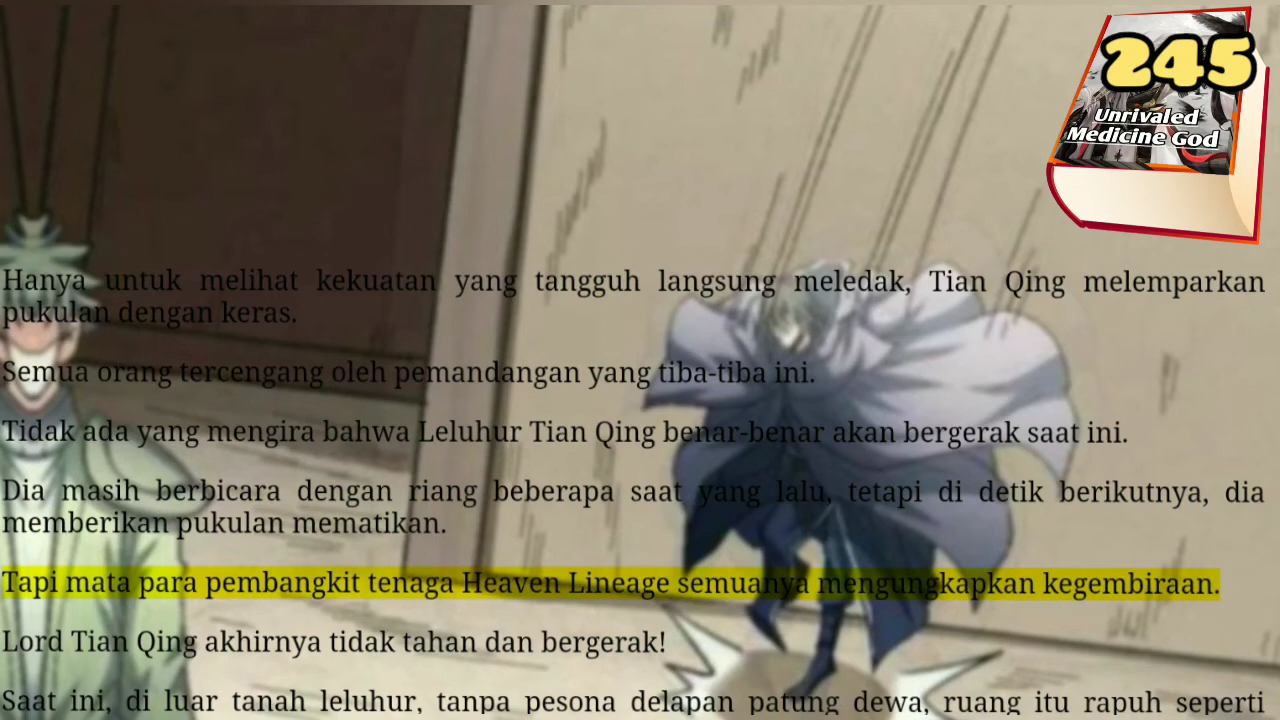 245
Unrivaled
Medicine God
Hanya untuk melihat kekuatan yang tangguh langsung meledak, Tian Qing melemparkan
pukulan dengan keras.
Semua orang tercengang oleh pemandangan yang tiba-tiba ini.
Tidak ada yang mengira bahwa Leluhur Tian Qing benar-benar akan bergerak saat ini.
Dia masih berbicara dengan riang beberapa saat yang lalu, tetapi di detik berikutnya, dia
memberikan pukulan mematikan.
Tapi mata para pembangkit tenaga Heaven Lineage semuanya mengungkapkan kegembiraan.
Lord Tian Qing akhirnya tidak tahan dan bergerak!
Saat ini, di luar tanah leluhur, tanpa pesona delapan patung dewa, ruang itu rapuh seperti